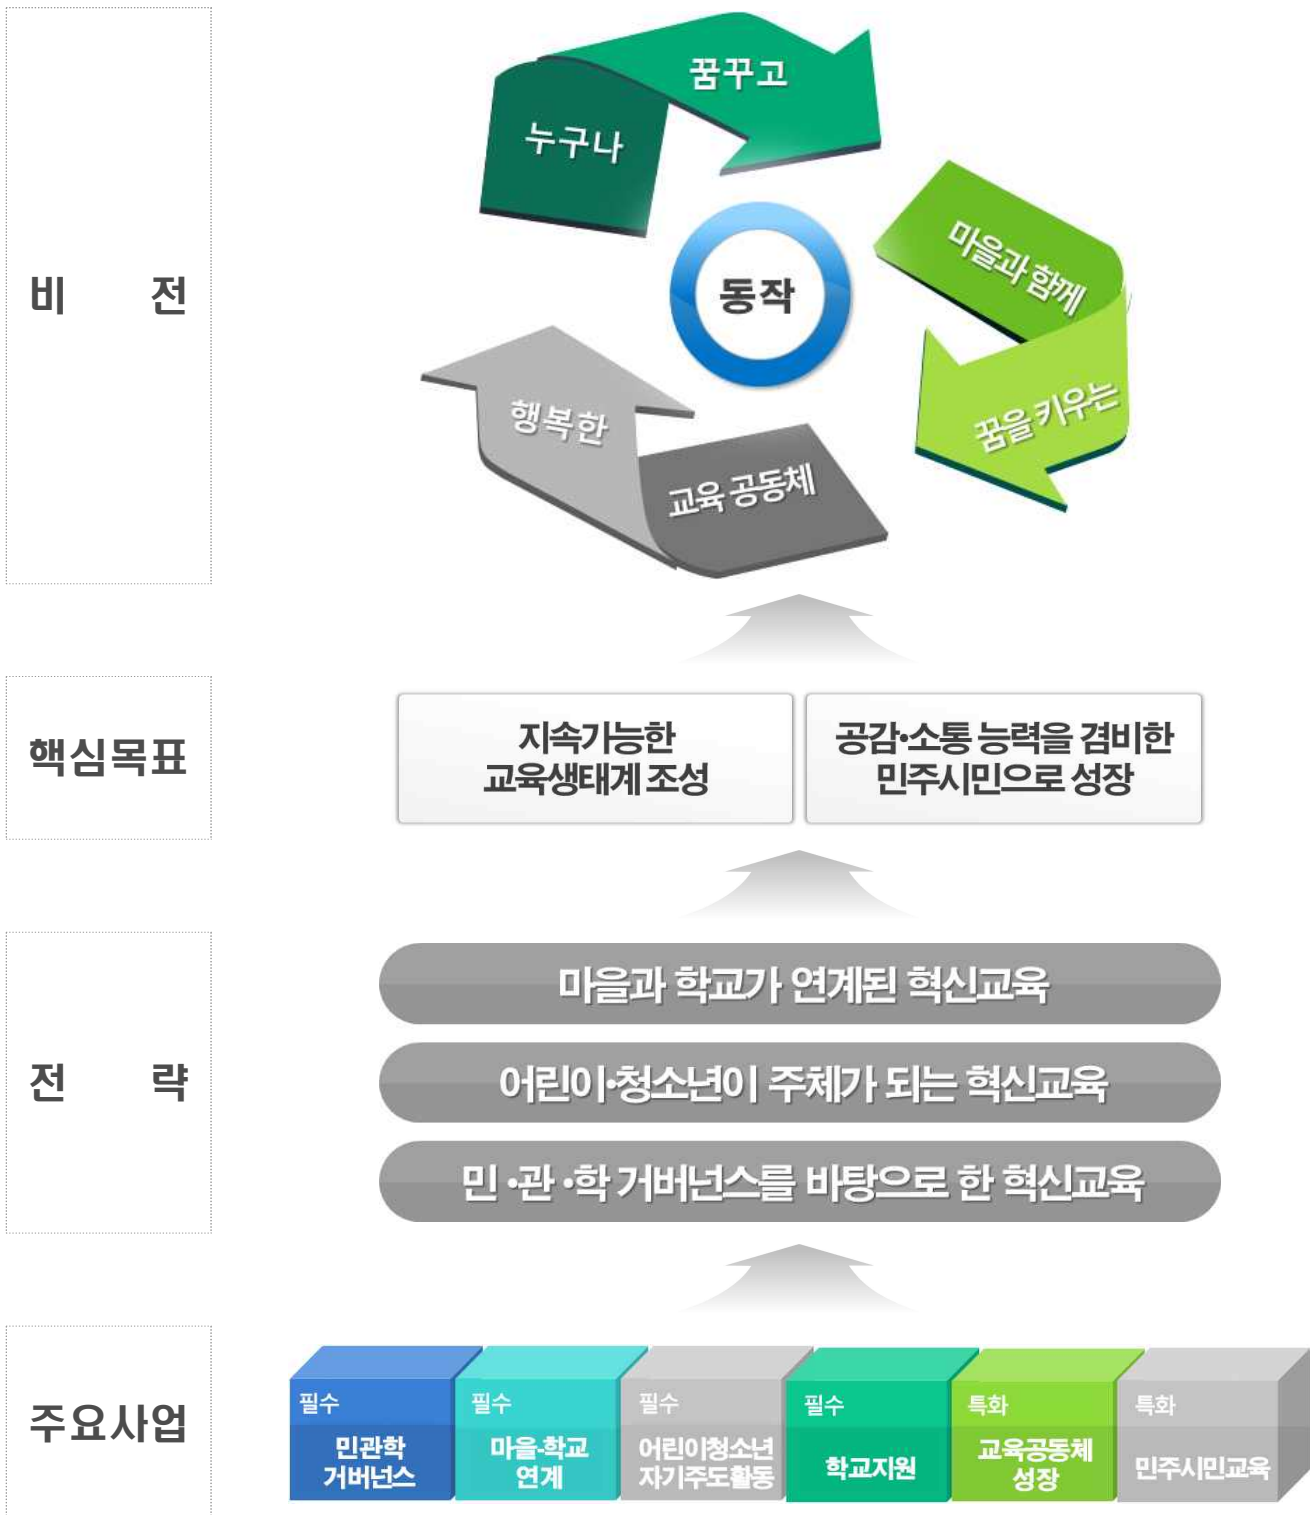 비 전
누구나
꿈꾸고
마을과 함께
꿈을 키우는
교육 공동체
행복한
동작
핵심목표
지속가능한
교육생태계 조성
공감·소통 능력을 겸비한
민주시민으로 성장
전 략
마을과 학교가 연계된 혁신교육
어린이·청소년이 주체가 되는 혁신교육
민 ·관 ·학 거버넌스를 바탕으로 한 혁신교육
주요사업
필수
민관학
거버넌스
필수
마을-학교
연계
필수
어린이청소년
자기주도활동
필수
학교지원
특화
교육공동체
성장
특화
민주시민교육